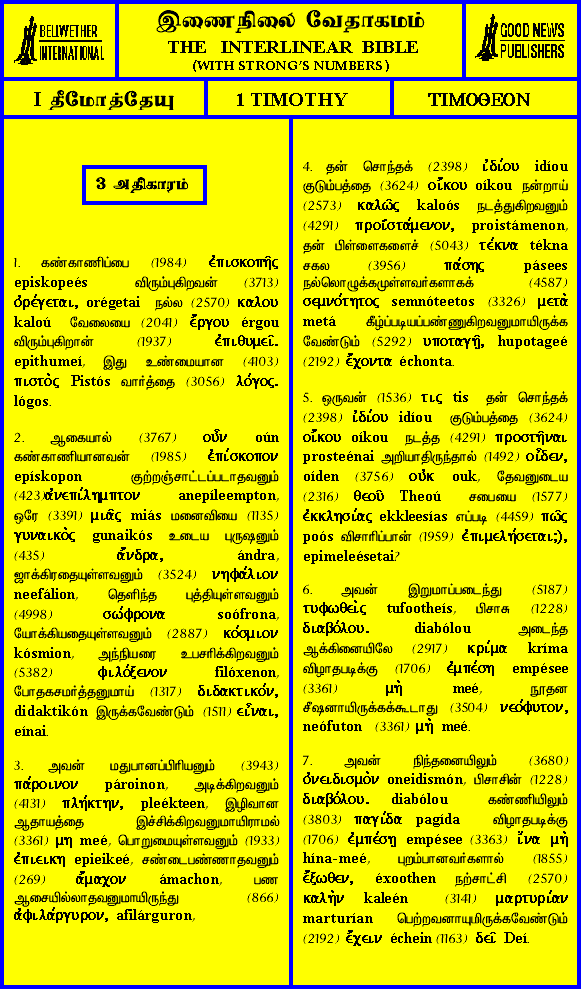 BELLWETHER
INTERNATIONAL
இணைநிலை வேதாகமம்
THE INTERLINEAR BIBLE
(WITH STRONG'S NUMBERS)
GOOD NEWS
PUBLISHERS
I தீமோத்தேயு
1 TIMOTHY
TIMOΘEON
3 அதிகாரம்
1. கண்காணிப்பை (1984) ἐπισκοπῆς
episkopeés விரும்புகிறவன் (3713)
ὀρέγεται, orégetai நல்ல (2570) καλου
kaloú வேலையை (2041) ἔργου érgou
விரும்புகிறான் (1937) ἐπιθυμεῖ.
epithumeí, இது உண்மையான (4103)
πιστὸς Pistós வார்த்தை (3056) λόγος.
lógos.
2. ஆகையால் (3767) οὖν oún
கண்காணியானவன் (1985) ἐπίσκοπον
epískopon குற்றஞ்சாட்டப்படாதவனும்
(423)ἀνεπίλημπτον anepíleempton,
ஒரே (3391) μιᾶς miás மனைவியை (1135)
γυναικὸς gunaikós உடைய புருஷனும்
(435) ἄνδρα, ándra,
ஜாக்கிரதையுள்ளவனும் (3524) νηφάλιον
neefálion, தெளிந்த புத்தியுள்ளவனும்
(4998) σώφρονα soófrona,
யோக்கியதையுள்ளவனும் (2887) κόσμιον
kósmion, அந்நியரை உபசரிக்கிறவனும்
(5382) φιλόξενον filóxenon,
போதகசமர்த்தனுமாய் (1317) διδακτικόν,
didaktikón இருக்கவேண்டும் (1511) εἶναι,
eínai.
3. அவன் மதுபானப்பிரியனும் (3943)
πάροινον pároinon, அடிக்கிறவனும்
(4131) πλήκτην, pleékteen, இழிவான
ஆதாயத்தை இச்சிக்கிறவனுமாயிராமல்
(3361) μη meé, பொறுமையுள்ளவனும் (1933)
ἐπιεικη epieikeé, சண்டைபண்ணாதவனும்
(269) ἄμαχον ámachon, பண
ஆசையில்லாதவனுமாயிருந்து (866)
ἀφιλάργυρον, afilárguron,
4. தன் சொந்தக் (2398) ἰδίου idíou
குடும்பத்தை (3624) οἴκου oíkou நன்றாய்
(2573) καλῶς kaloós நடத்துகிறவனும்
(4291) προϊστάμενον, proistámenon,
தன் பிள்ளைகளைச் (5043) τέκνα tékna
சகல (3956) πάσης pásees
நல்லொழுக்கமுள்ளவர்களாகக் (4587)
σεμνότητος semnóteetos (3326) μετὰ
metá கீழ்ப்படியப்பண்ணுகிறவனுமாயிருக்க
வேண்டும் (5292) υποταγῇ, hupotageé
(2192) ἔχοντα échonta.
5. ஒருவன் (1536) τις tis தன் சொந்தக்
(2398) ἰδίου idíou குடும்பத்தை (3624)
οἴκου oíkou நடத்த (4291) προστῆναι
prosteénai அறியாதிருந்தால் (1492) οἶδεν,
oíden (3756) οὐκ ouk, தேவனுடைய
(2316) θεοῦ Theoú சபையை (1577)
ἐκκλησίας ekkleesías எப்படி (4459) πῶς
poós விசாரிப்பான் (1959) ἐπιμελήσεται;),
epimeleésetai?
6. அவன் இறுமாப்படைந்து (5187)
τυφωθεὶς tufootheís, பிசாசு (1228)
διαβόλου. diabólou அடைந்த
ஆக்கினையிலே (2917) κρίμα kríma
விழாதபடிக்கு (1706) ἐμπέσῃ empésee
(3361) μὴ meé, நூதன
சீஷனாயிருக்கக்கூடாது (3504) νεόφυτον,
neófuton (3361) μὴ meé.
7. அவன் நிந்தனையிலும் (3680)
ὀνειδισμὸν oneidismón, பிசாசின் (1228)
διαβόλου. diabólou கண்ணியிலும்
(3803) παγίδα pagída விழாதபடிக்கு
(1706) ἐμπέσῃ empésee (3363) ἵνα μὴ
hína-meé, புறம்பானவர்களால் (1855)
ἔξωθεν, éxoothen நற்சாட்சி (2570)
καλὴν kaleén (3141) μαρτυρίαν
marturían பெற்றவனாயுமிருக்கவேண்டும்
(2192) ἔχειν échein (1163) δεῖ Deí.